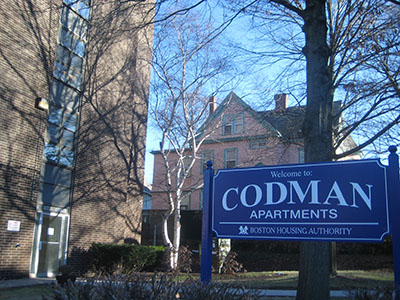 Welcome to:
CODMAN
APARTMENTS
BOSTON HOUSING AUTHORITY